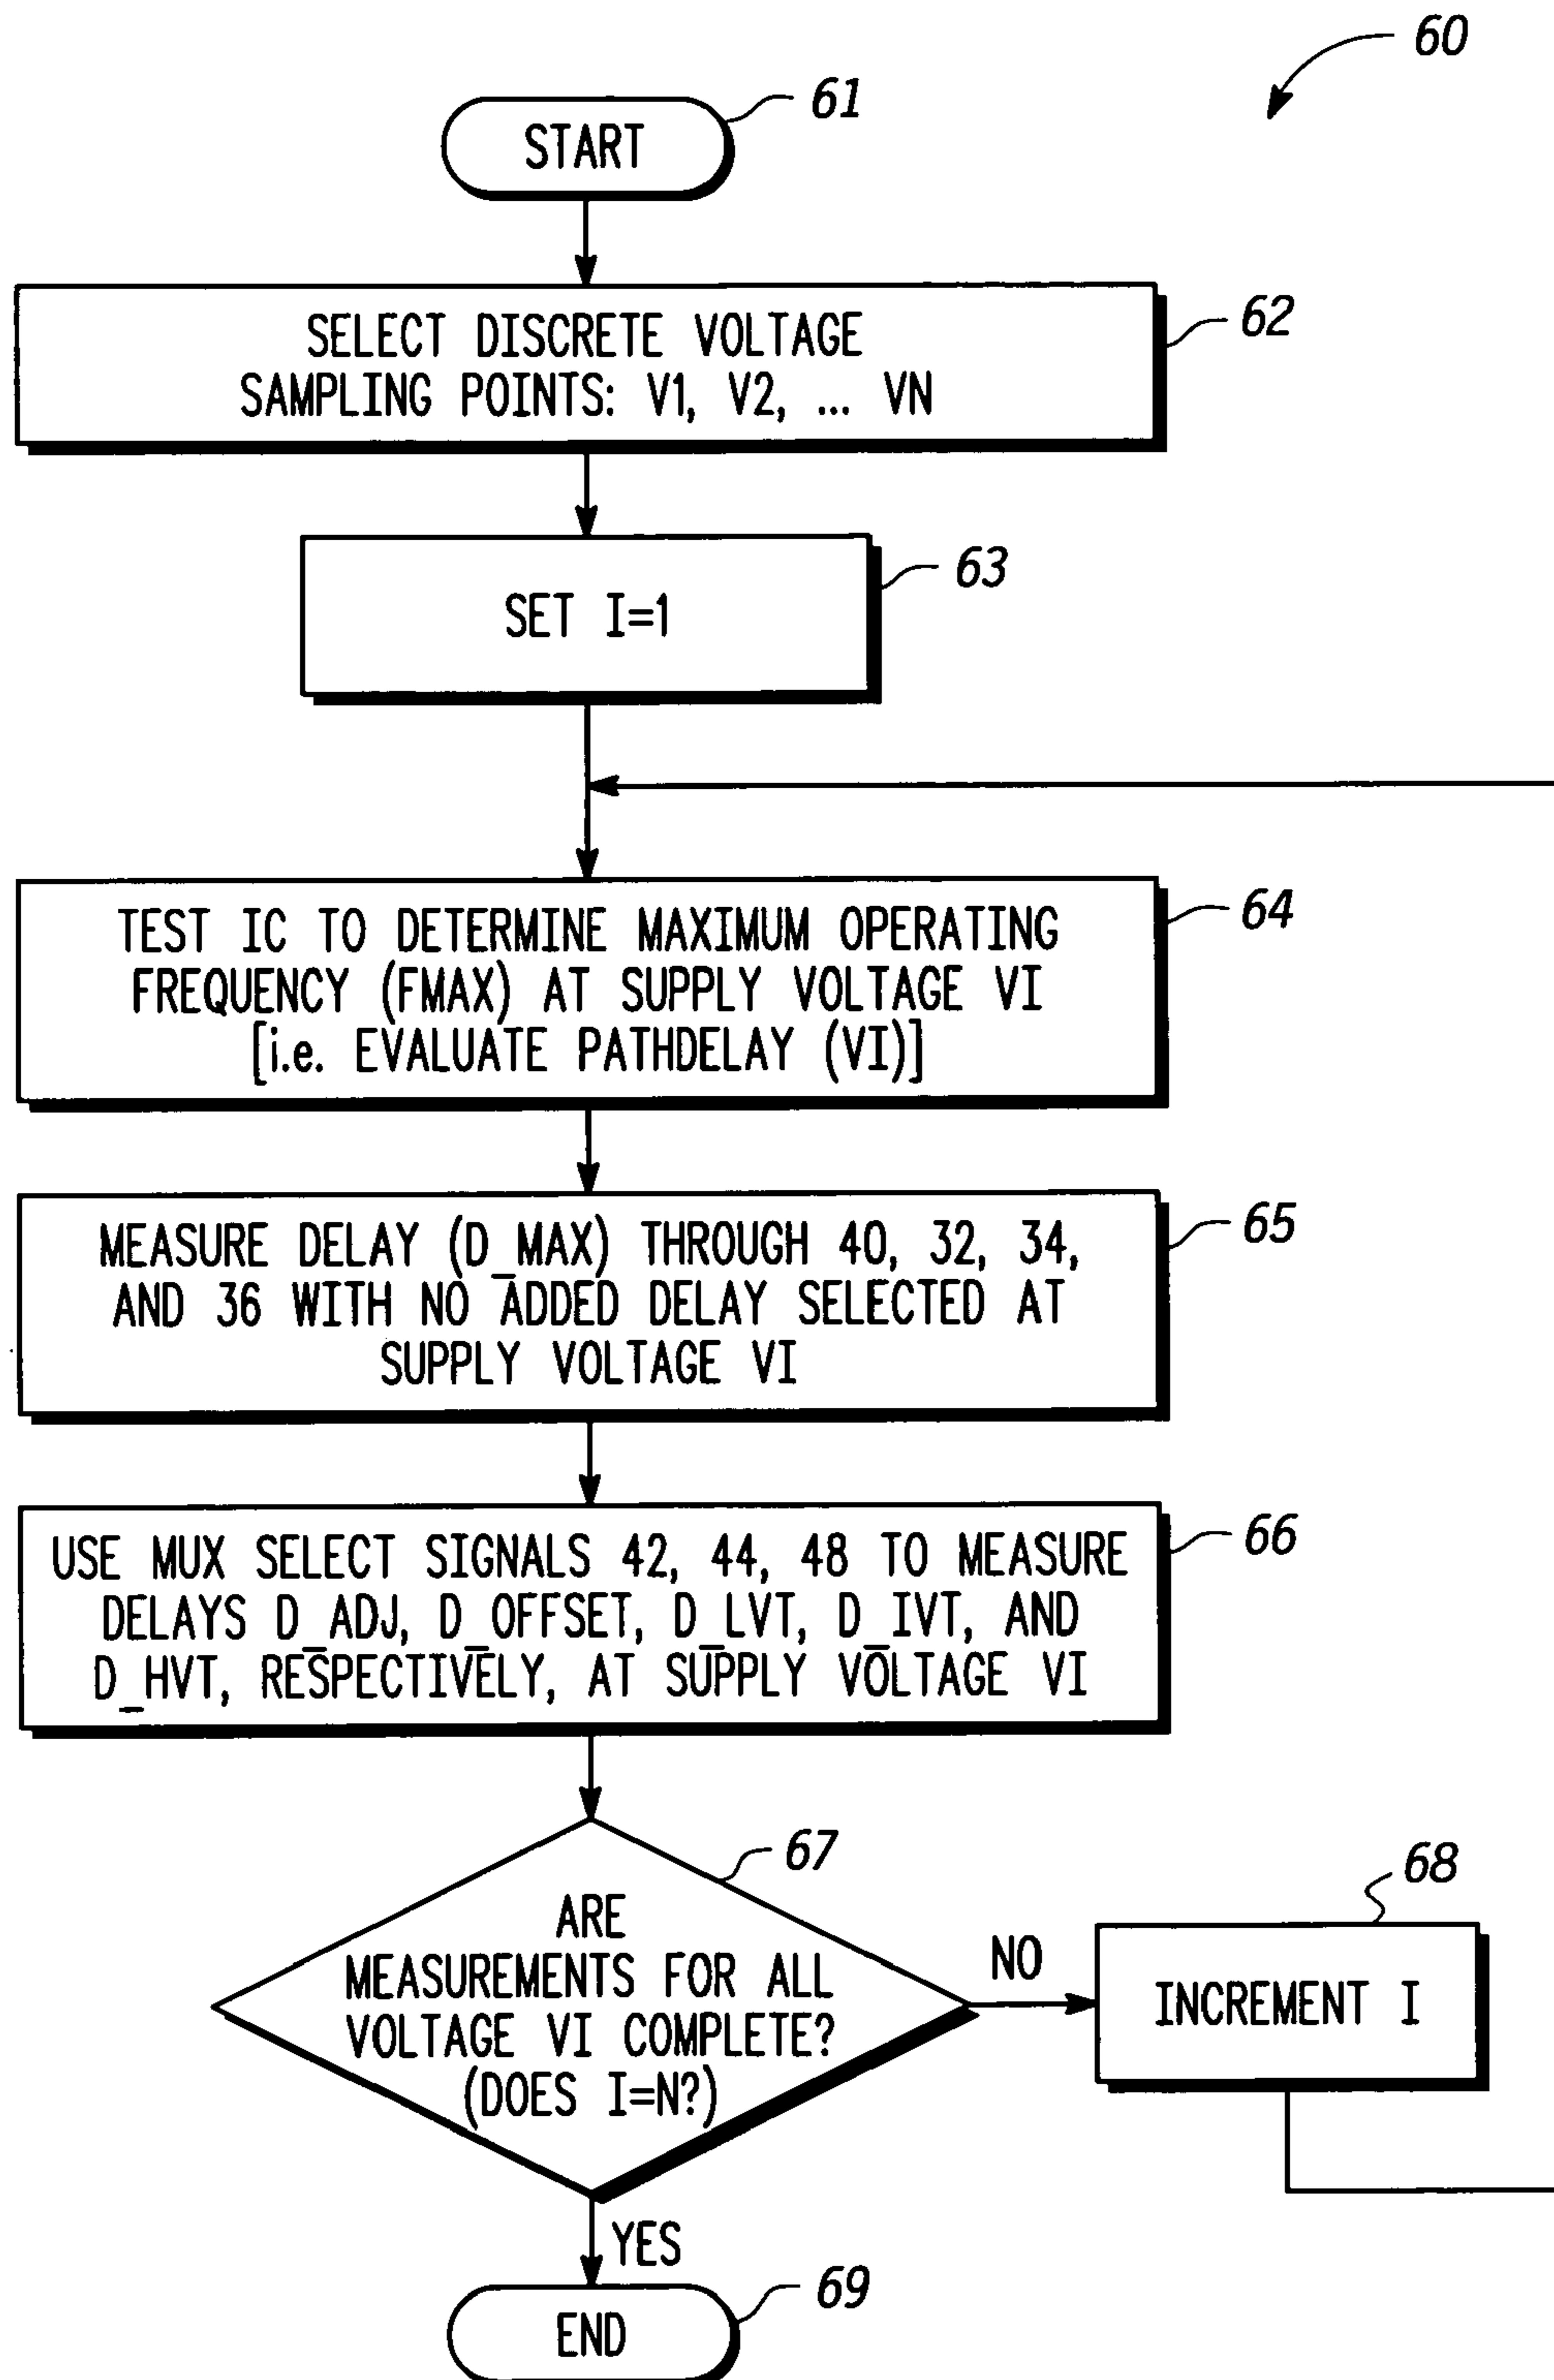 60
61
START
62
SELECT DISCRETE VOLTAGE
SAMPLING POINTS: V1, V2, ... VN
63
SET I=1
64
TEST IC TO DETERMINE MAXIMUM OPERATING
FREQUENCY (FMAX) AT SUPPLY VOLTAGE VI
[i.e. EVALUATE PATHDELAY (VI)]
65
MEASURE DELAY (D_MAX) THROUGH 40, 32, 34,
AND 36 WITH NO ADDED DELAY SELECTED AT
SUPPLY VOLTAGE VI
66
USE MUX SELECT SIGNALS 42, 44, 48 TO MEASURE
DELAYS D_ADJ, D_OFFSET, D_LVT, D_IVT, AND
D_HVT, RESPECTIVELY, AT SUPPLY VOLTAGE VI
67
ARE
MEASUREMENTS FOR ALL
VOLTAGE VI COMPLETE?
(DOES I=N?)
NO
68
INCREMENT I
YES
69
END